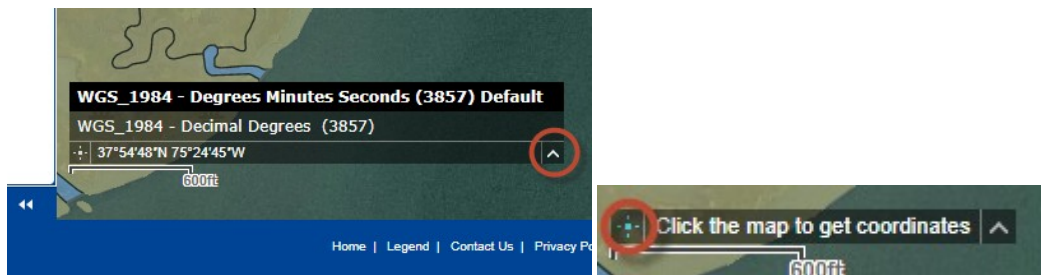 WGS_1984 - Degrees Minutes Seconds (3857) Default
WGS_1984 - Decimal Degrees (3857)
37°54'48"N 75°24'45"W
600ft
Home | Legend | Contact Us | Privacy Po
Click the map to get coordinates
600ft